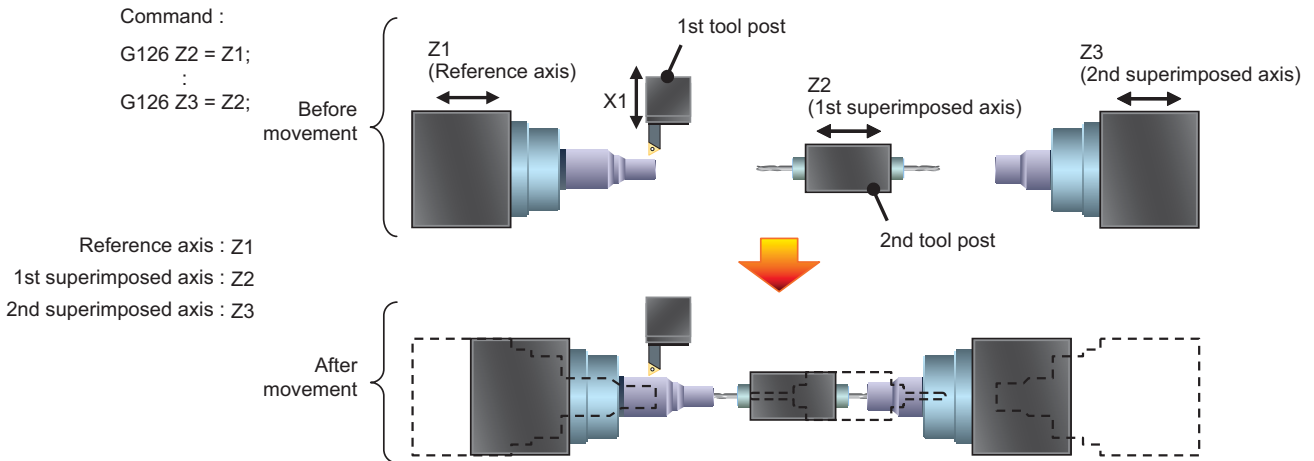 Command :
G126 Z2 = Z1;
:
G126 Z3 = Z2;
Before
movement
Z1
(Reference axis)
1st tool post
X1
Z2
(1st superimposed axis)
2nd tool post
Z3
(2nd superimposed axis)
Reference axis : Z1
1st superimposed axis : Z2
2nd superimposed axis : Z3
After
movement